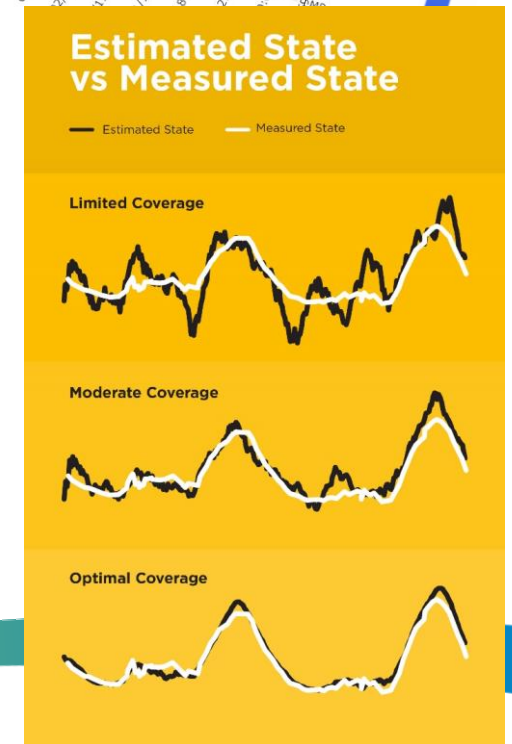 Estimated State
vs Measured State
Estimated State
Measured State
Limited Coverage
Moderate Coverage
Optimal Coverage